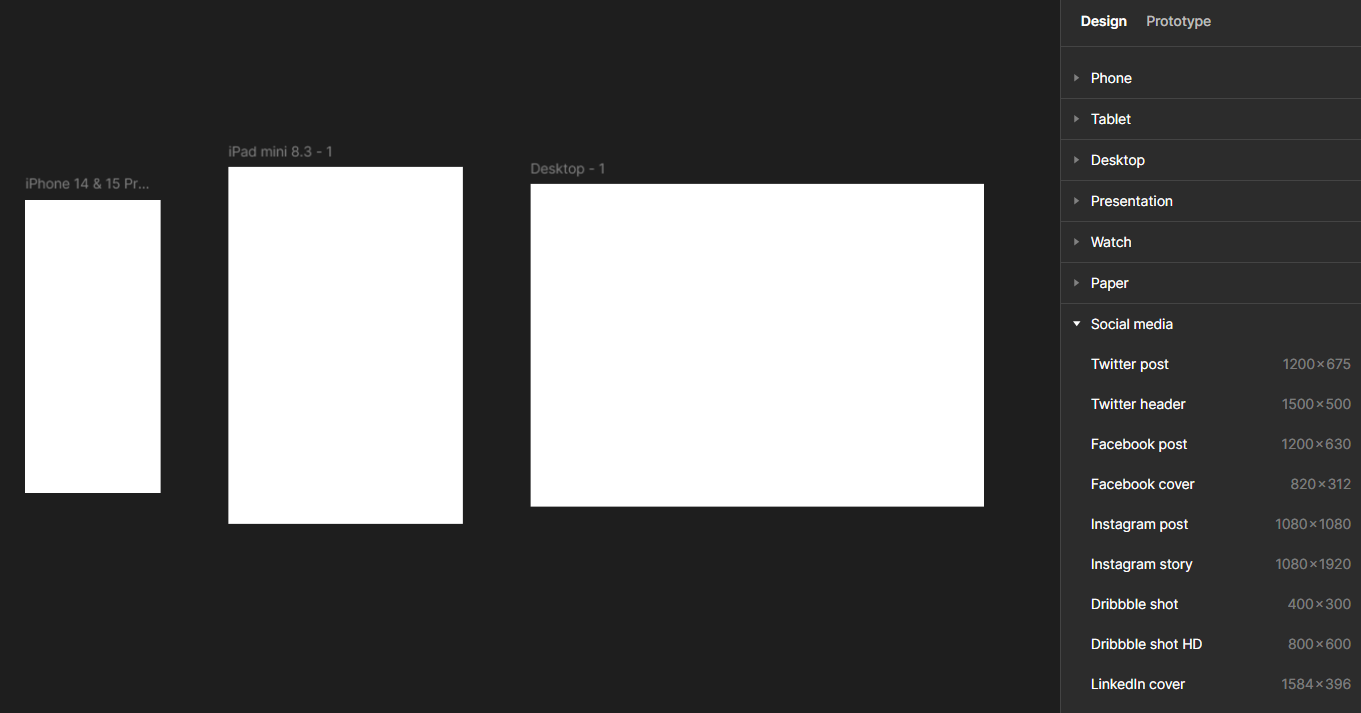 iPhone 14 & 15 Pr...
iPad mini 8.3 - 1
Desktop - 1
Design Prototype
Phone
Tablet
Desktop
Presentation
Watch
Paper
Social media
Twitter post 1200×675
Twitter header 1500×500
Facebook post 1200×630
Facebook cover 820×312
Instagram post 1080×1080
Instagram story 1080×1920
Dribbble shot 400×300
Dribbble shot HD 800×600
LinkedIn cover 1584×396